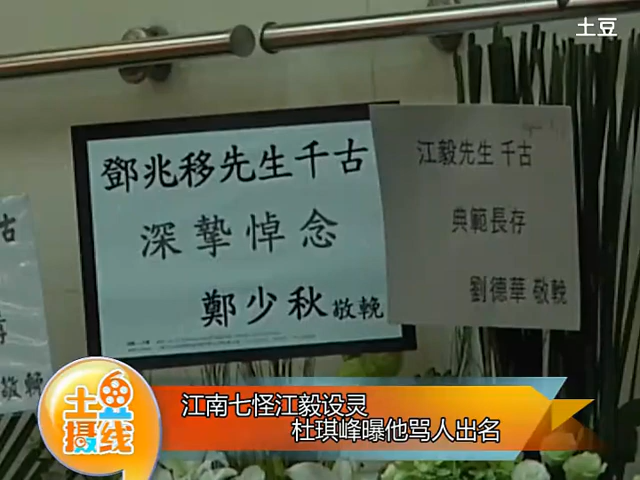 土豆
鄧兆移先生千古
深摯悼念
鄭少秋敬輓
江毅先生 千古
典範長存
劉德華 敬輓
古
敬輓
土豆
摄线
江南七怪江毅设灵
杜琪峰曝他骂人出名